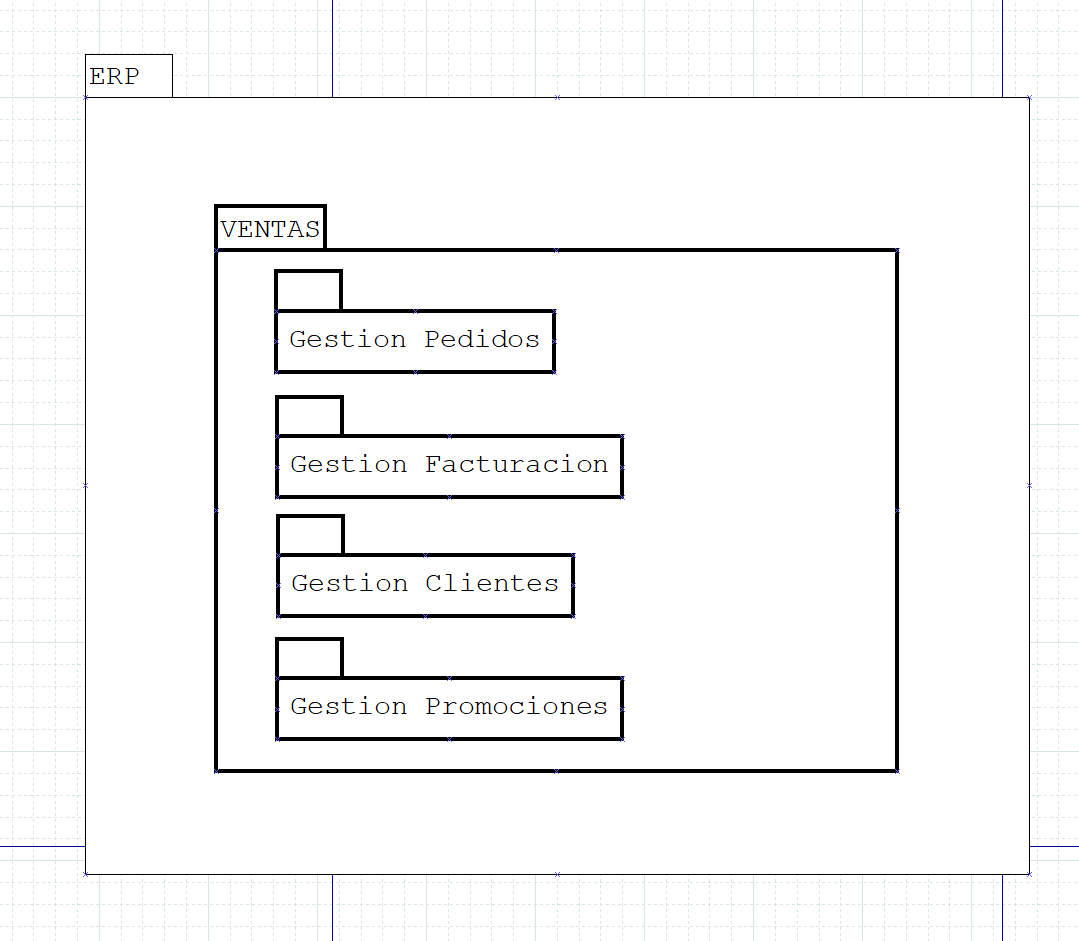 ERP
VENTAS
Gestion Pedidos
Gestion Facturacion
Gestion Clientes
Gestion Promociones